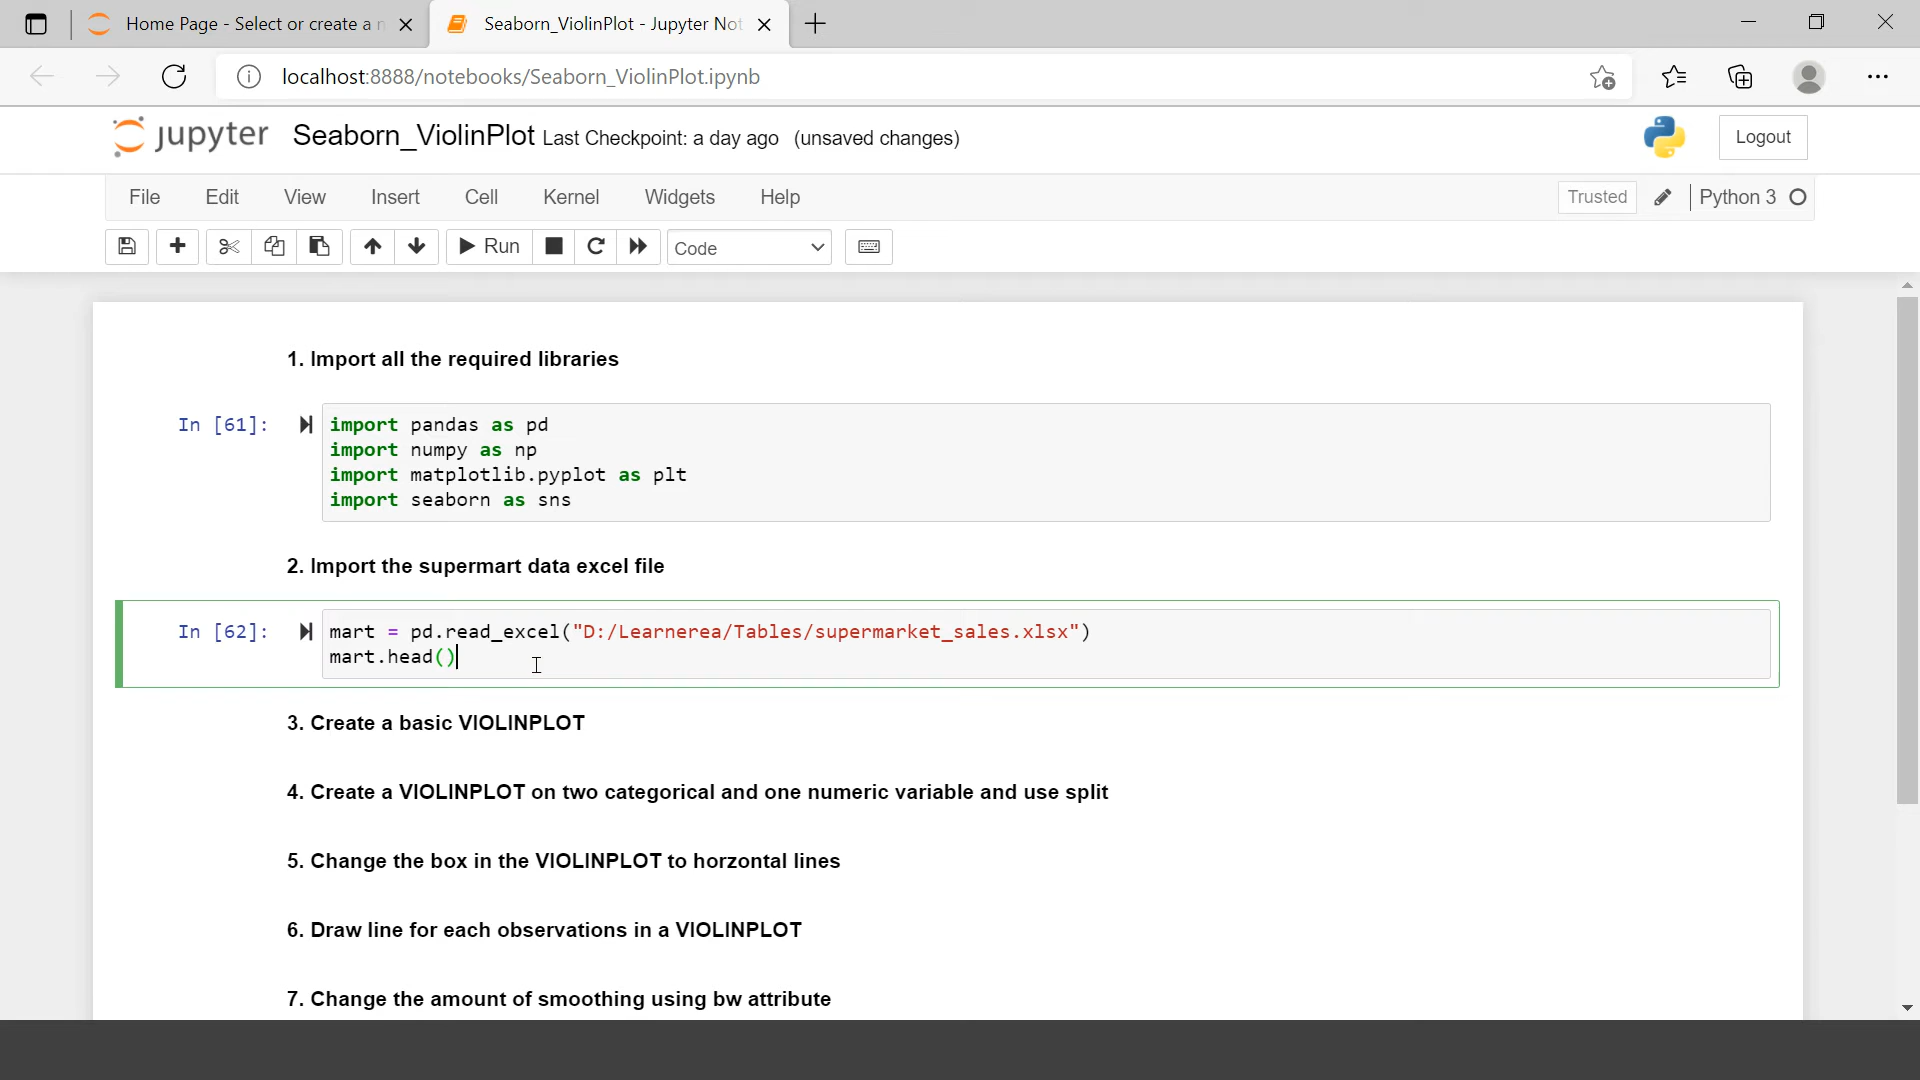 Home Page - Select or create a n
Seaborn_ViolinPlot - Jupyter Not
localhost:8888/notebooks/Seaborn_ViolinPlot.ipynb
jupyter Seaborn_ViolinPlot Last Checkpoint: a day ago (unsaved changes)
Logout
File Edit View Insert Cell Kernel Widgets Help
Trusted Python 3
Run Code
1. Import all the required libraries
In [61]: import pandas as pd
import numpy as np
import matplotlib.pyplot as plt
import seaborn as sns
2. Import the supermart data excel file
In [62]: mart = pd.read_excel("D:/Learnerea/Tables/supermarket_sales.xlsx")
mart.head()
3. Create a basic VIOLINPLOT
4. Create a VIOLINPLOT on two categorical and one numeric variable and use split
5. Change the box in the VIOLINPLOT to horzontal lines
6. Draw line for each observations in a VIOLINPLOT
7. Change the amount of smoothing using bw attribute